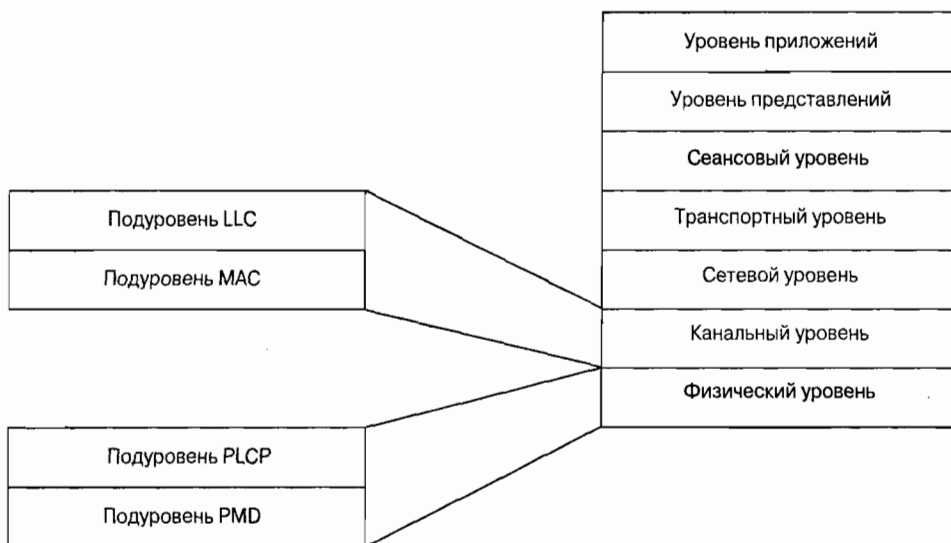 Уровень приложений
Уровень представлений
Сеансовый уровень
Транспортный уровень
Сетевой уровень
Канальный уровень
Физический уровень
Подуровень LLC
Подуровень MAC
Подуровень PLCP
Подуровень PMD